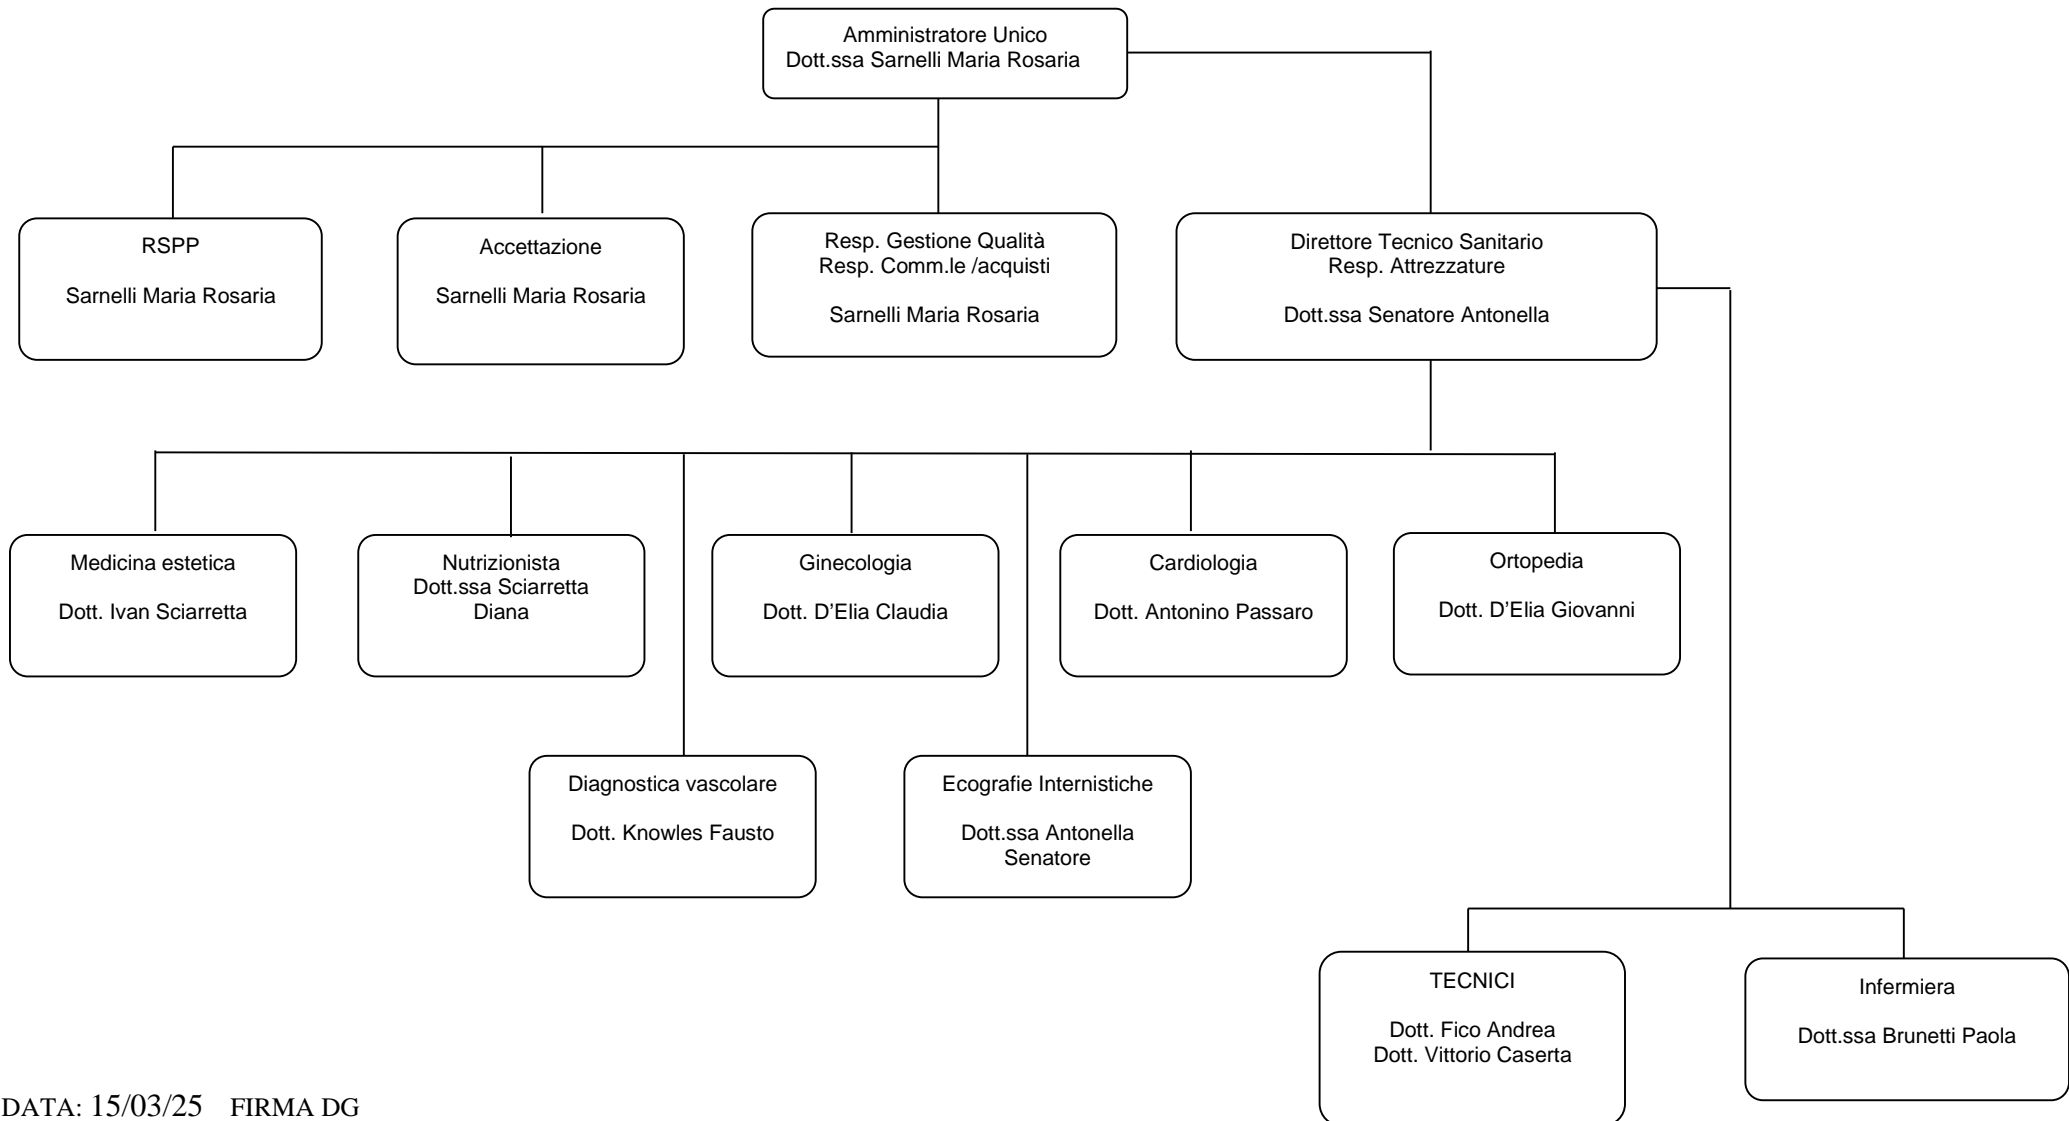 Amministratore Unico
Dott.ssa Sarnelli Maria Rosaria
RSPP
Sarnelli Maria Rosaria
Accettazione
Sarnelli Maria Rosaria
Resp. Gestione Qualità
Resp. Comm.le /acquisti
Sarnelli Maria Rosaria
Direttore Tecnico Sanitario
Resp. Attrezzature
Dott.ssa Senatore Antonella
Medicina estetica
Dott. Ivan Sciarretta
Nutrizionista
Dott.ssa Sciarretta
Diana
Ginecologia
Dott. D’Elia Claudia
Cardiologia
Dott. Antonino Passaro
Ortopedia
Dott. D’Elia Giovanni
Diagnostica vascolare
Dott. Knowles Fausto
Ecografie Internistiche
Dott.ssa Antonella
Senatore
TECNICI
Dott. Fico Andrea
Dott. Vittorio Caserta
Infermiera
Dott.ssa Brunetti Paola
DATA: 15/03/25 FIRMA DG